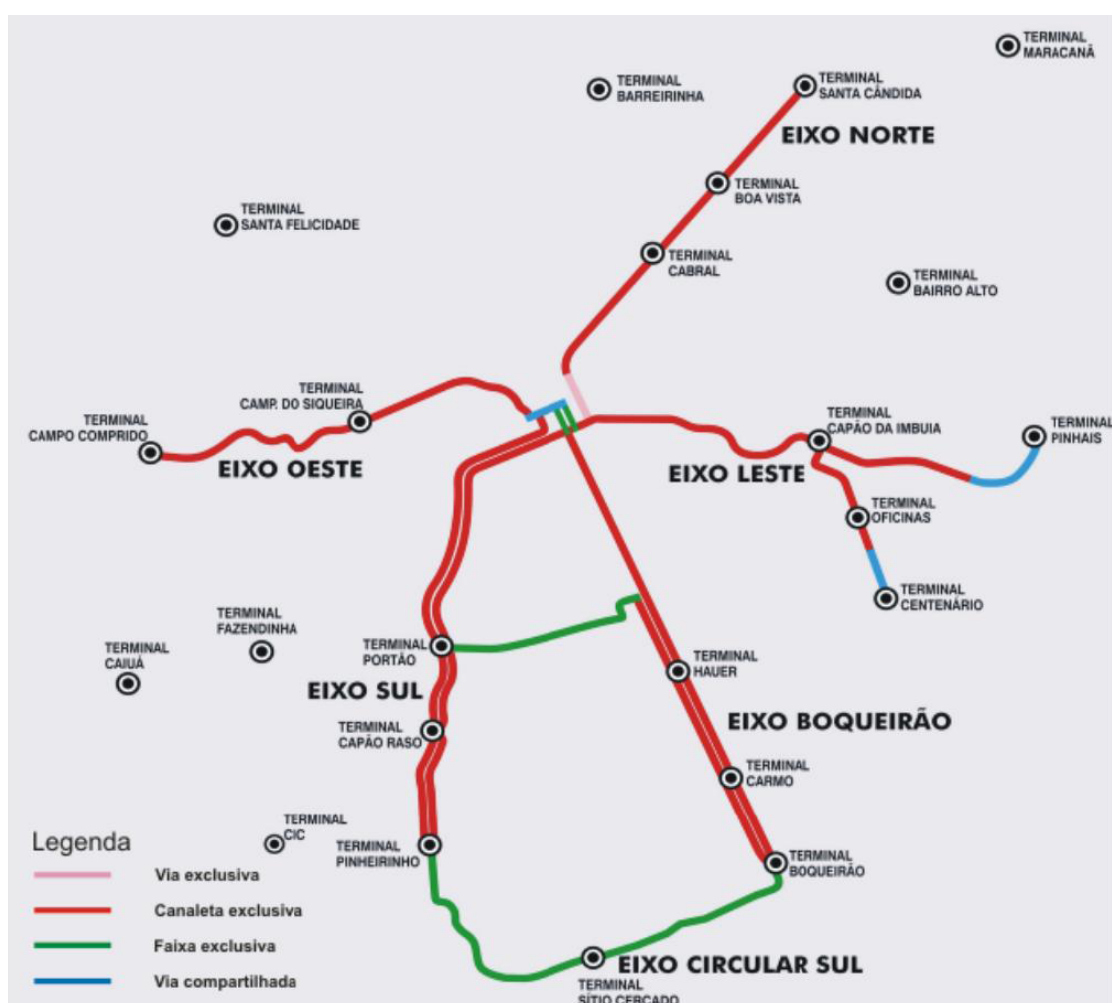 TERMINAL
MARACANÃ
TERMINAL
BARREIRINHA
TERMINAL
SANTA CÂNDIDA
EIXO NORTE
TERMINAL
BOA VISTA
TERMINAL
SANTA FELICIDADE
TERMINAL
CABRAL
TERMINAL
BAIRRO ALTO
TERMINAL
CAMP. DO SIQUEIRA
TERMINAL
CAMPO COMPRIDO
EIXO OESTE
TERMINAL
CAPÃO DA IMBUIA
TERMINAL
PINHAIS
EIXO LESTE
TERMINAL
OFICINAS
TERMINAL
CENTENÁRIO
TERMINAL
FAZENDINHA
TERMINAL
CAIUÁ
TERMINAL
PORTÃO
TERMINAL
HAUER
EIXO SUL
EIXO BOQUEIRÃO
TERMINAL
CAPÃO RASO
TERMINAL
CARMO
TERMINAL
CIC
TERMINAL
PINHEIRINHO
TERMINAL
BOQUEIRÃO
Legenda
Via exclusiva
Canaleta exclusiva
Faixa exclusiva
Via compartilhada
EIXO CIRCULAR SUL
TERMINAL
SÍTIO CERCADO